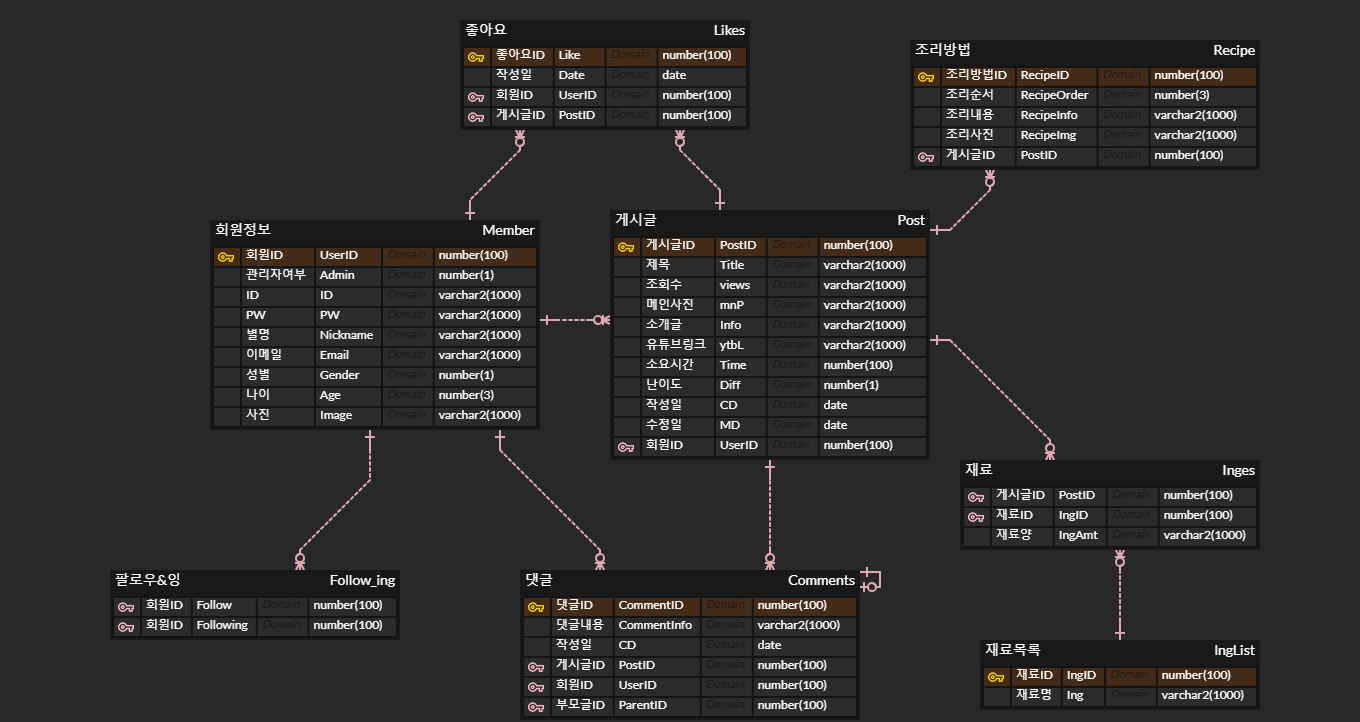 좋아요 Likes
좋아요ID Like Domain number(100)
작성일 Date Domain date
회원ID UserID Domain number(100)
게시글ID PostID Domain number(100)
조리방법 Recipe
조리방법ID RecipeID Domain number(100)
조리순서 RecipeOrder Domain number(3)
조리내용 RecipeInfo Domain varchar2(1000)
조리사진 RecipeImg Domain varchar2(1000)
게시글ID PostID Domain number(100)
회원정보 Member
회원ID UserID Domain number(100)
관리자여부 Admin Domain number(1)
ID ID Domain varchar2(1000)
PW PW Domain varchar2(1000)
별명 Nickname Domain varchar2(1000)
이메일 Email Domain varchar2(1000)
성별 Gender Domain number(1)
나이 Age Domain number(3)
사진 Image Domain varchar2(1000)
게시글 Post
게시글ID PostID Domain number(100)
제목 Title Domain varchar2(1000)
조회수 views Domain varchar2(1000)
메인사진 mnP Domain varchar2(1000)
소개글 Info Domain varchar2(1000)
유튜브링크 ytbL Domain varchar2(1000)
소요시간 Time Domain number(100)
난이도 Diff Domain number(1)
작성일 CD Domain date
수정일 MD Domain date
회원ID UserID Domain number(100)
재료 Inges
게시글ID PostID Domain number(100)
재료ID IngID Domain number(100)
재료양 IngAmt Domain varchar2(1000)
팔로우&잉 Follow_ing
회원ID Follow Domain number(100)
회원ID Following Domain number(100)
댓글 Comments
댓글ID CommentID Domain number(100)
댓글내용 CommentInfo Domain varchar2(1000)
작성일 CD Domain date
게시글ID PostID Domain number(100)
회원ID UserID Domain number(100)
부모글ID ParentID Domain number(100)
재료목록 IngList
재료ID IngID Domain number(100)
재료명 Ing Domain varchar2(1000)